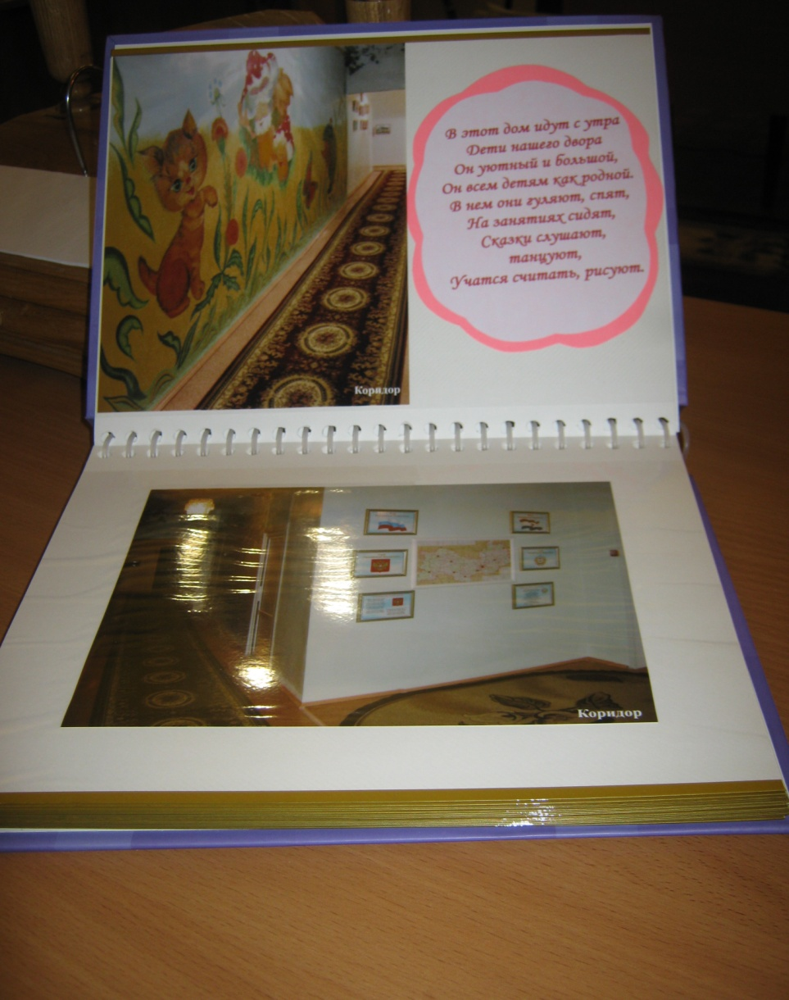 В этот дом идут с утра
Дети нашего двора
Он уютный и большой,
Он всем детям как родной.
В нем они гуляют, спят,
На занятиях сидят,
Сказки слушают,
танцуют,
Учатся считать, рисуют.
Коридор
Коридор